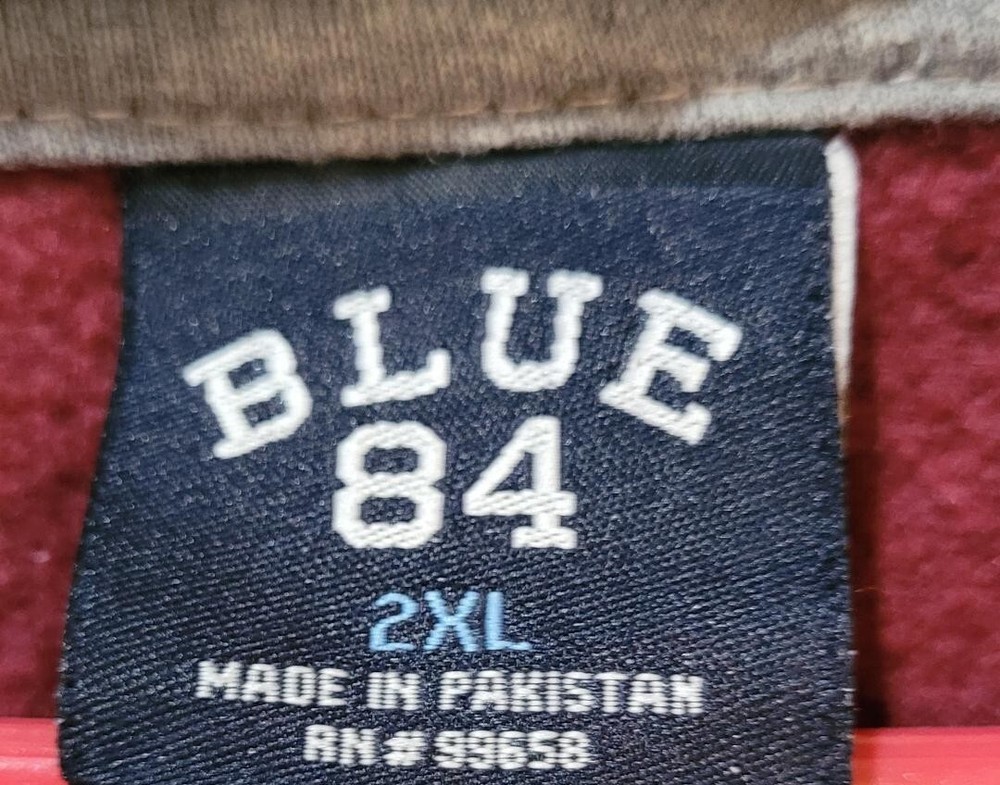 BLUE
84
2XL
MADE IN PAKISTAN
RN# 99658